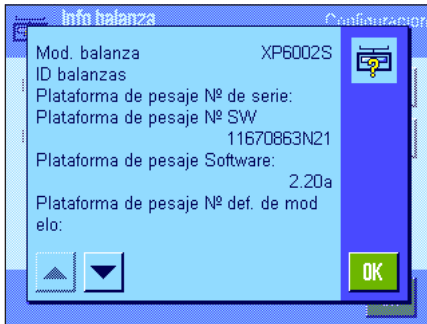 Info balanza
Mod. balanza XP6002S
ID balanzas
Plataforma de pesaje Nº de serie:
Plataforma de pesaje Nº SW
11670863N21
Plataforma de pesaje Software:
2.20a
Plataforma de pesaje Nº def. de mod
elo:
OK